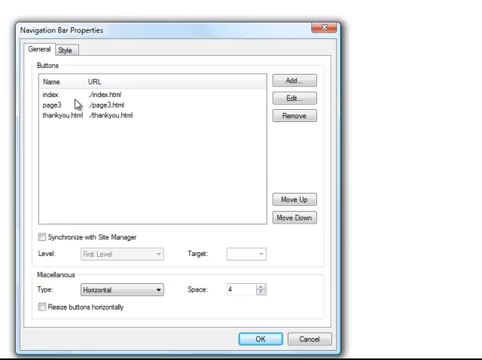 Navigation Bar Properties
General Style
Buttons
Name URL
index ./index.html
page3 ./page3.html
thankyou.html ./thankyou.html
Add...
Edit...
Remove
Move Up
Move Down
Synchronize with Site Manager
Level: First Level Target:
Miscellanious
Type: Horizontal Space: 4
Resize buttons horizontally
OK Cancel